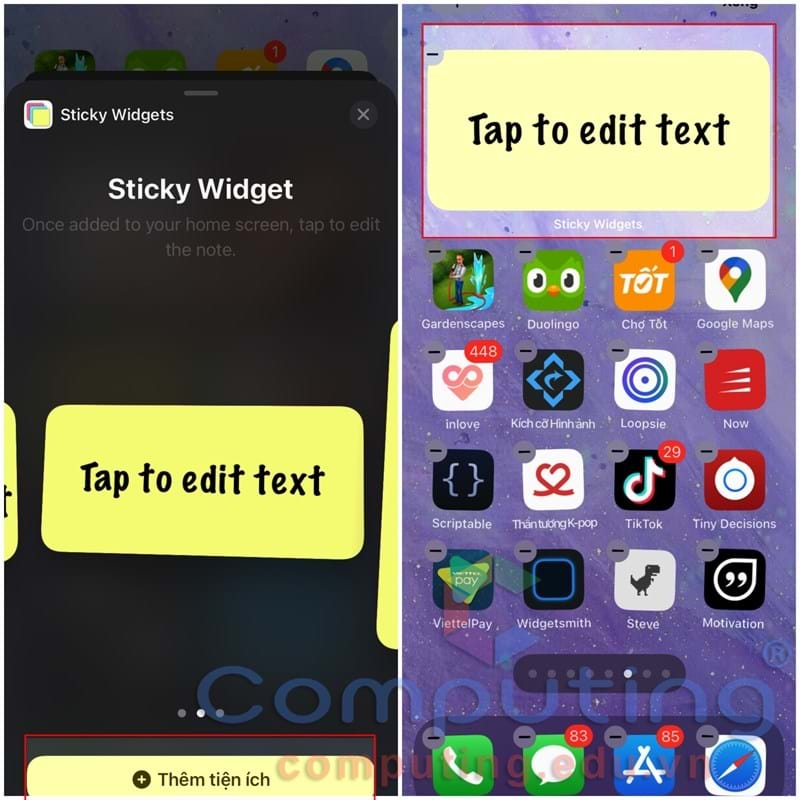 Sticky Widgets
Sticky Widget
Once added to your home screen, tap to edit
the note.
Tap to edit text
Thêm tiện ích
Tap to edit text
Sticky Widgets
1
TỐT
Gardenscapes Duolingo Chợ Tốt Google Maps
448
inlove Kích cỡ Hình ảnh Loopsie Now
29
Scriptable Thần tượng K-pop TikTok Tiny Decisions
VIETTEL
pay
ViettelPay Widgetsmith Steve Motivation
Computing
®
83 85
computing.edu.vn